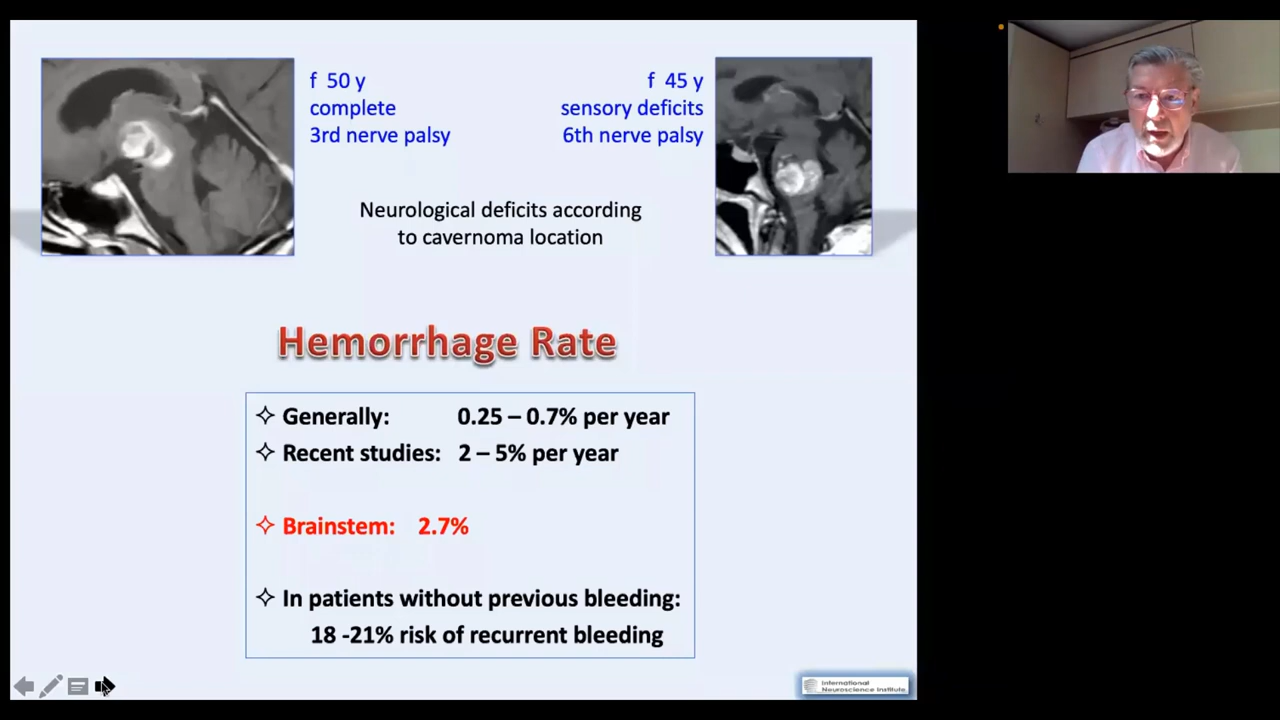 f 50 y
complete
3rd nerve palsy
f 45 y
sensory deficits
6th nerve palsy
Neurological deficits according
to cavernoma location
Hemorrhage Rate
Generally: 0.25 – 0.7% per year
Recent studies: 2 – 5% per year
Brainstem: 2.7%
In patients without previous bleeding:
18 -21% risk of recurrent bleeding
International
Neuroscience Institute